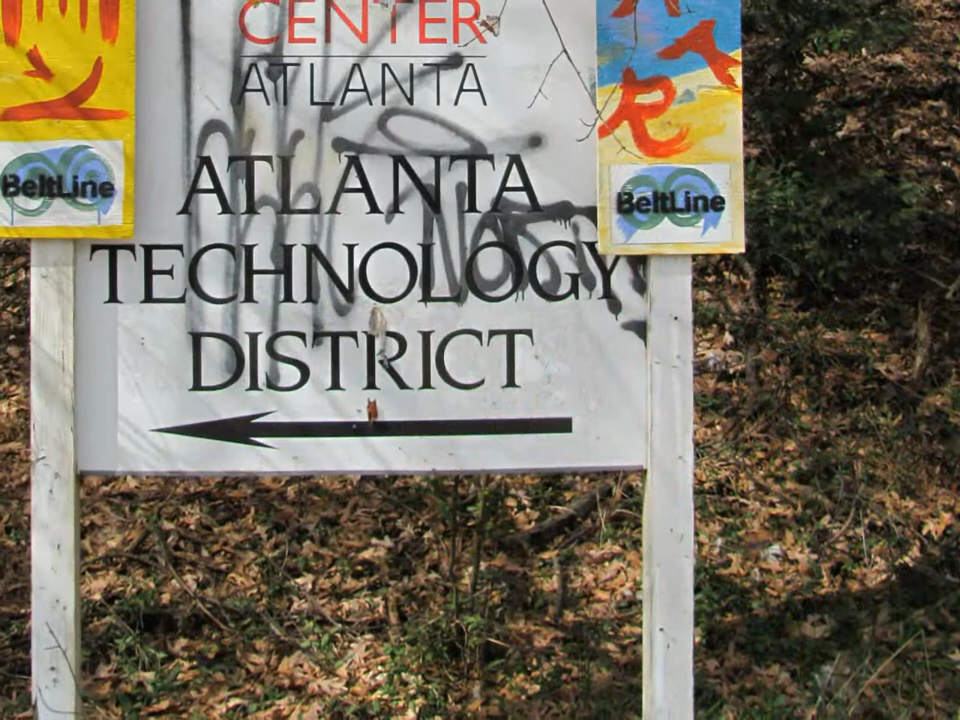 CENTER
ATLANTA
ATLANTA
TECHNOLOGY
DISTRICT
BeltLine
BeltLine